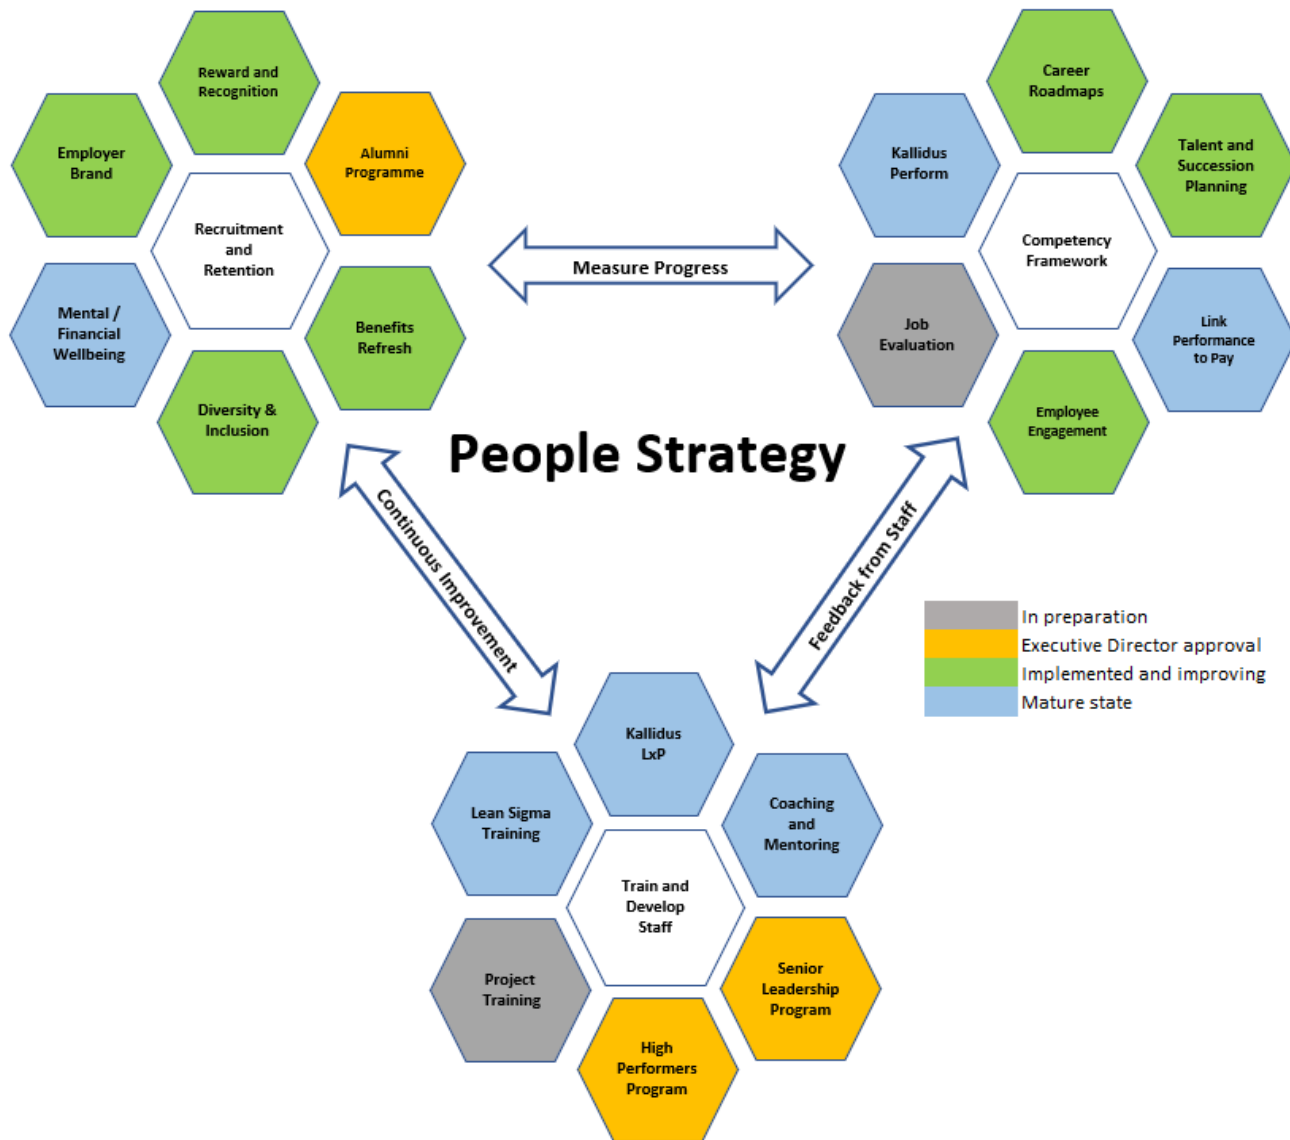 Reward and
Recognition
Employer
Brand
Alumni
Programme
Recruitment
and
Retention
Mental /
Financial
Wellbeing
Benefits
Refresh
Diversity &
Inclusion
Measure Progress
Career
Roadmaps
Kallidus
Perform
Talent and
Succession
Planning
Competency
Framework
Job
Evaluation
Link
Performance
to Pay
Employee
Engagement
People Strategy
Continuous Improvement
Feedback from Staff
In preparation
Executive Director approval
Implemented and improving
Mature state
Kallidus
LxP
Lean Sigma
Training
Coaching
and
Mentoring
Train and
Develop
Staff
Project
Training
Senior
Leadership
Program
High
Performers
Program